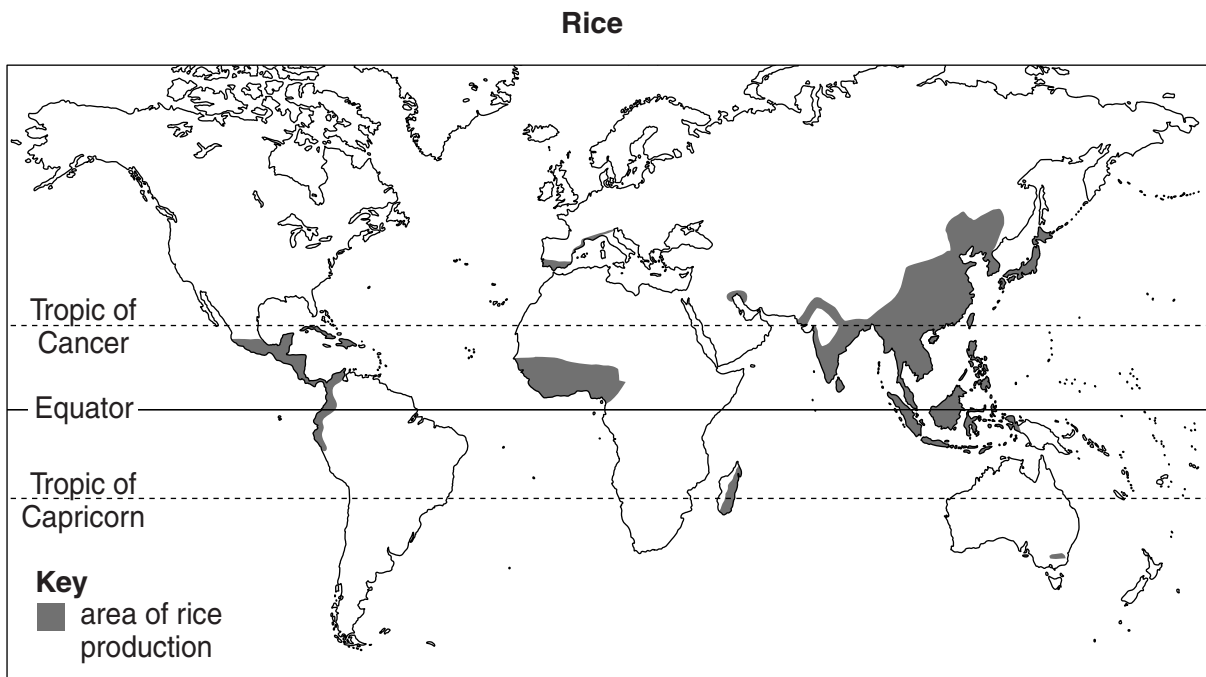 Rice
Tropic of
Cancer
Equator
Tropic of
Capricorn
Key
area of rice
production